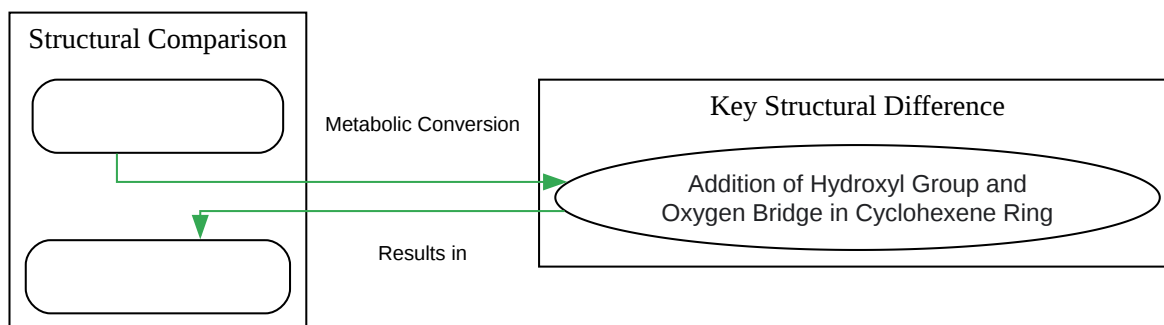 Structural Comparison
Key Structural Difference
Metabolic Conversion
Addition of Hydroxyl Group and
Oxygen Bridge in Cyclohexene Ring
Results in